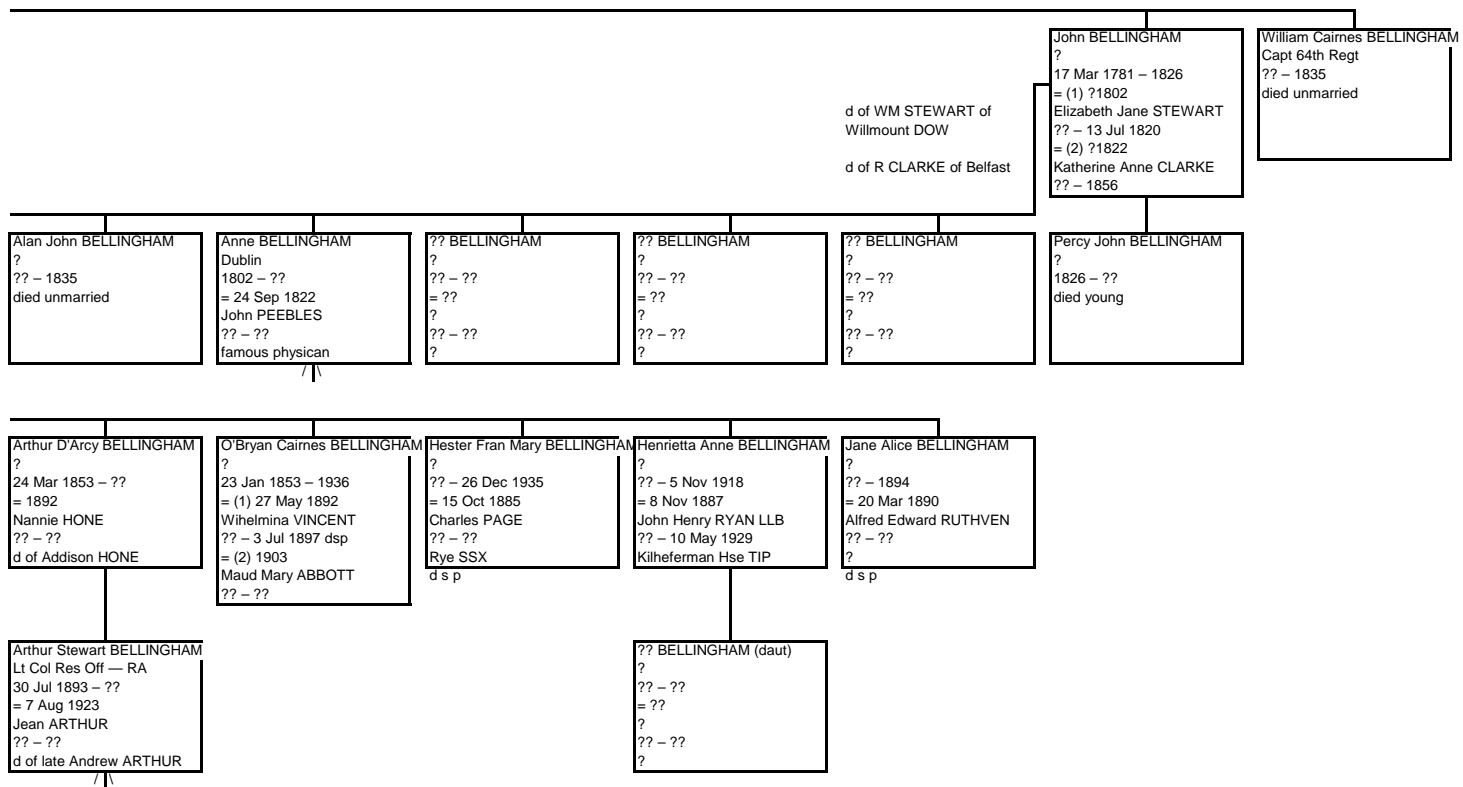 John BELLINGHAM
?
17 Mar 1781 – 1826
= (1) ?1802
Elizabeth Jane STEWART
?? – 13 Jul 1820
= (2) ?1822
Katherine Anne CLARKE
?? – 1856
William Cairnes BELLINGHAM
Capt 64th Regt
?? – 1835
died unmarried
d of WM STEWART of
Willmount DOW
d of R CLARKE of Belfast
Alan John BELLINGHAM
?
?? – 1835
died unmarried
Anne BELLINGHAM
Dublin
1802 – ??
= 24 Sep 1822
John PEEBLES
?? – ??
famous physican
?? BELLINGHAM
?
?? – ??
= ??
?
?? – ??
?
?? BELLINGHAM
?
?? – ??
= ??
?
?? – ??
?
?? BELLINGHAM
?
?? – ??
= ??
?
?? – ??
?
Percy John BELLINGHAM
?
1826 – ??
died young
Arthur D'Arcy BELLINGHAM
?
24 Mar 1853 – ??
= 1892
Nannie HONE
?? – ??
d of Addison HONE
O'Bryan Cairnes BELLINGHAM
?
23 Jan 1853 – 1936
= (1) 27 May 1892
Wihelmina VINCENT
?? – 3 Jul 1897 dsp
= (2) 1903
Maud Mary ABBOTT
?? – ??
Hester Fran Mary BELLINGHAM
?
?? – 26 Dec 1935
= 15 Oct 1885
Charles PAGE
?? – ??
Rye SSX
d s p
Henrietta Anne BELLINGHAM
?
?? – 5 Nov 1918
= 8 Nov 1887
John Henry RYAN LLB
?? – 10 May 1929
Kilheferman Hse TIP
Jane Alice BELLINGHAM
?
?? – 1894
= 20 Mar 1890
Alfred Edward RUTHVEN
?? – ??
?
d s p
Arthur Stewart BELLINGHAM
Lt Col Res Off — RA
30 Jul 1893 – ??
= 7 Aug 1923
Jean ARTHUR
?? – ??
d of late Andrew ARTHUR
?? BELLINGHAM (daut)
?
?? – ??
= ??
?
?? – ??
?